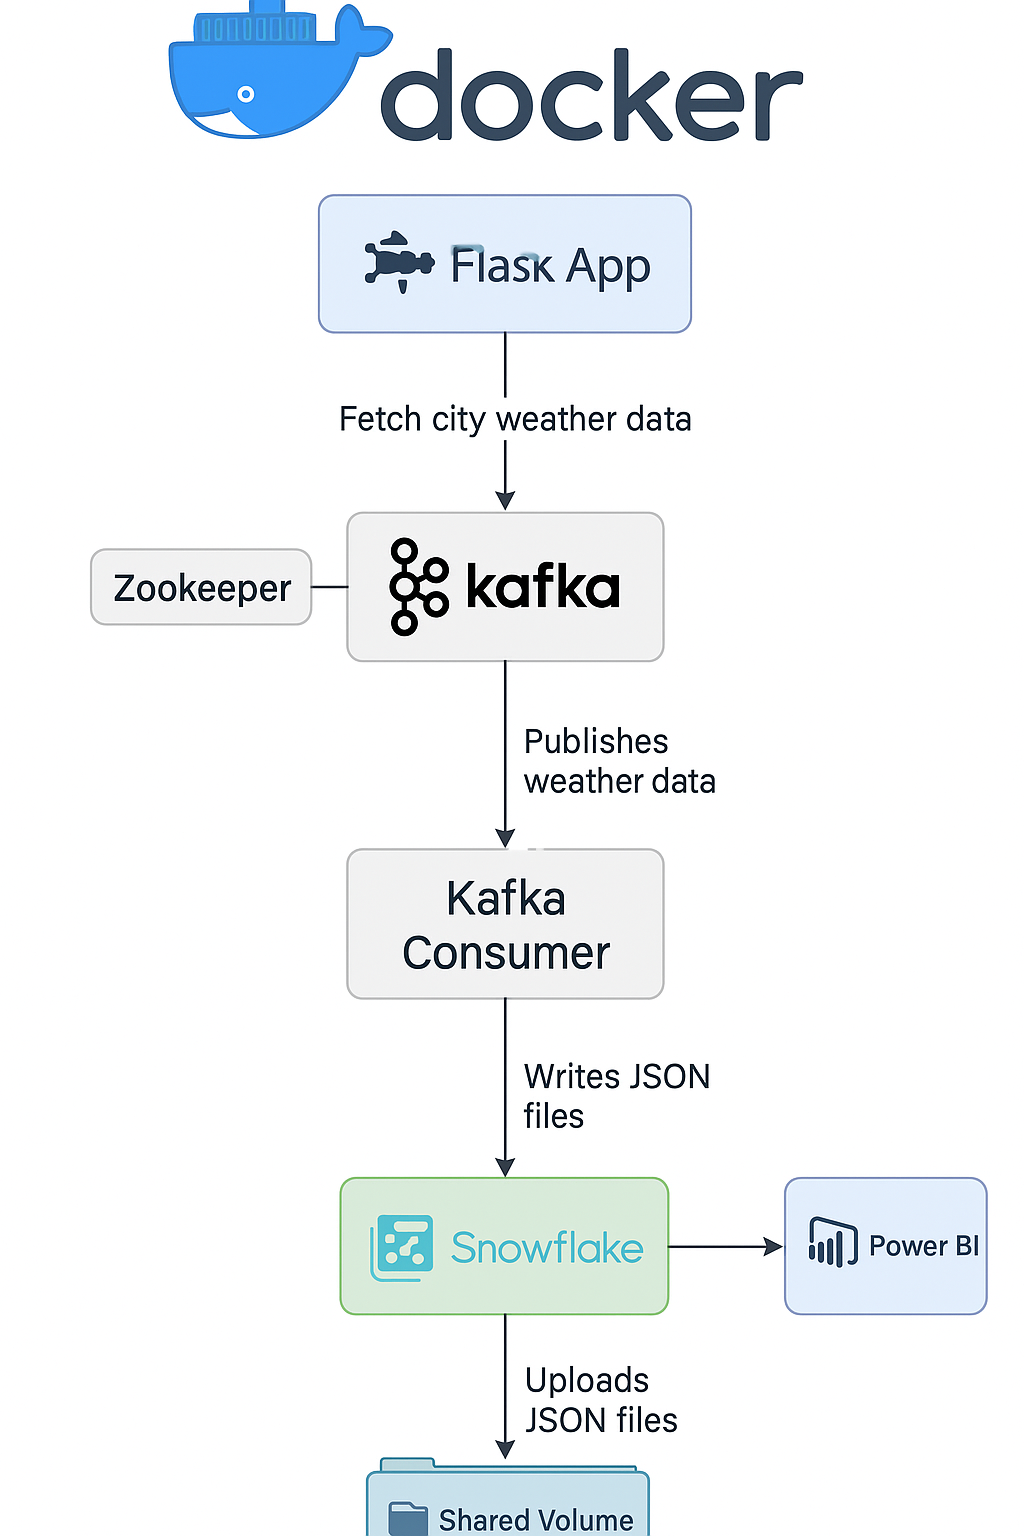 docker
Flask App
Fetch city weather data
Zookeeper
kafka
Publishes
weather data
Kafka
Consumer
Writes JSON
files
Snowflake
Power BI
Uploads
JSON files
Shared Volume